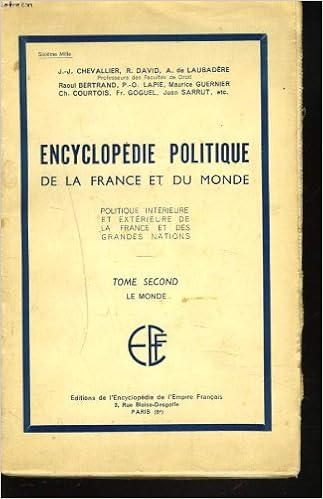 Sixième Mille
J.-J. CHEVALLIER, R. DAVID, A. de LAUBADÈRE
Professeurs des Facultés de Droit
Raoul BERTRAND, P.-O. LAPIE, Maurice GUERNIER
Ch. COURTOIS, Fr. GOGUEL, Jean SARRUT, etc.
ENCYCLOPÉDIE POLITIQUE
DE LA FRANCE ET DU MONDE
POLITIQUE INTÉRIEURE
ET EXTÉRIEURE DE
LA FRANCE ET DES
GRANDES NATIONS
TOME SECOND
LE MONDE
EEF
Editions de l'Encyclopédie de l'Empire Français
3, Rue Blaise-Desgoffe
PARIS (6e)